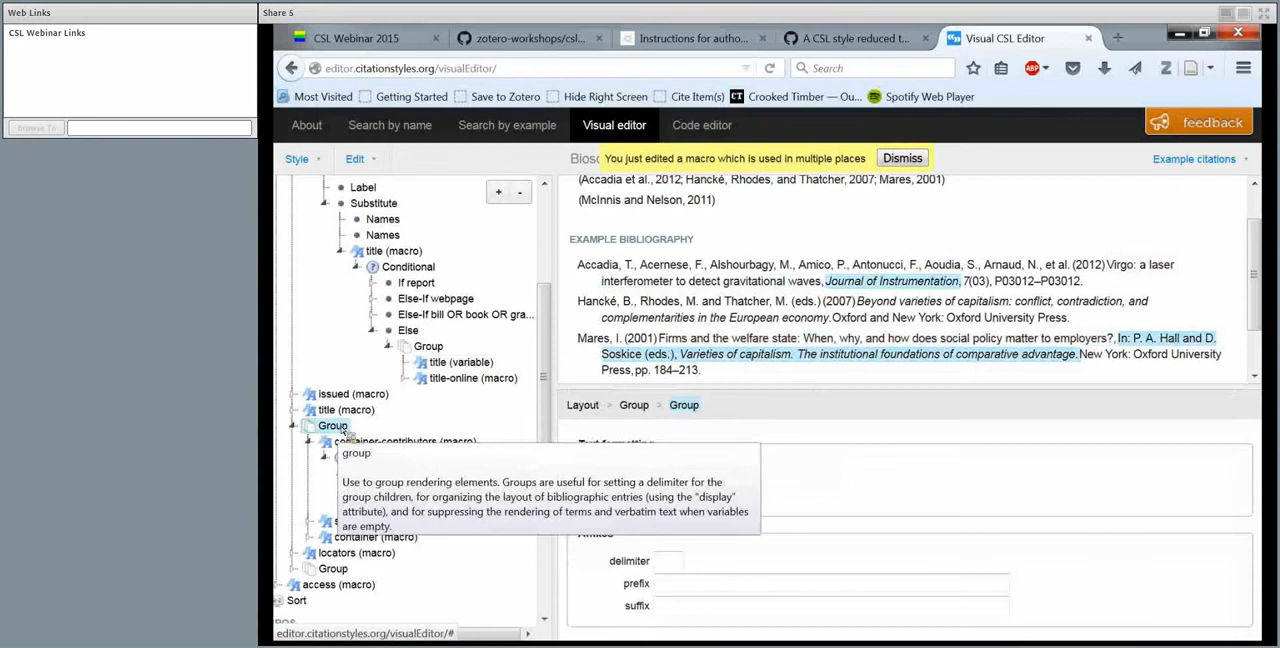 Web Links
Share 5
CSL Webinar Links
Browse To
CSL Webinar 2015
zotero-workshops/csl...
Instructions for autho...
A CSL style reduced t...
Visual CSL Editor
editor.citationstyles.org/visualEditor/
Search
ABP
Z
Most Visited
Getting Started
Save to Zotero
Hide Right Screen
Cite Item(s)
CT Crooked Timber — Ou...
Spotify Web Player
About
Search by name
Search by example
Visual editor
Code editor
feedback
Style
Edit
Biosc
You just edited a macro which is used in multiple places
Dismiss
Example citations
+
-
Label
Substitute
Names
Names
title (macro)
? Conditional
If report
Else-If webpage
Else-If bill OR book OR gra...
Else
Group
title (variable)
title-online (macro)
issued (macro)
title (macro)
Group
container-contributors (macro)
container (macro)
locators (macro)
Group
access (macro)
Sort
editor.citationstyles.org/visualEditor/#
group
Use to group rendering elements. Groups are useful for setting a delimiter for the
group children, for organizing the layout of bibliographic entries (using the "display"
attribute), and for suppressing the rendering of terms and verbatim text when variables
are empty.
(Accadia et al., 2012; Hancké, Rhodes, and Thatcher, 2007; Mares, 2001)
(McInnis and Nelson, 2011)
EXAMPLE BIBLIOGRAPHY
Accadia, T., Acernese, F., Alshourbagy, M., Amico, P., Antonucci, F., Aoudia, S., Arnaud, N., et al. (2012) Virgo: a laser
interferometer to detect gravitational waves, Journal of Instrumentation, 7(03), P03012–P03012.
Hancké, B., Rhodes, M. and Thatcher, M. (eds.) (2007) Beyond varieties of capitalism: conflict, contradiction, and
complementarities in the European economy. Oxford and New York: Oxford University Press.
Mares, I. (2001) Firms and the welfare state: When, why, and how does social policy matter to employers?, In: P. A. Hall and D.
Soskice (eds.), Varieties of capitalism. The institutional foundations of comparative advantage. New York: Oxford University
Press, pp. 184–213.
Layout > Group > Group
Text formatting
Affixes
delimiter
prefix
suffix